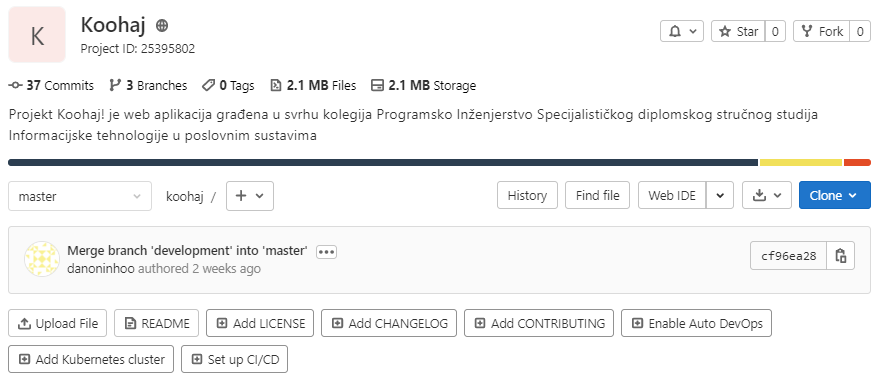 K
Koohaj
Project ID: 25395802
Star 0
Fork 0
37 Commits 3 Branches 0 Tags 2.1 MB Files 2.1 MB Storage
Projekt Koohaj! je web aplikacija građena u svrhu kolegija Programsko Inženjerstvo Specijalističkog diplomskog stručnog studija
Informacijske tehnologije u poslovnim sustavima
master koohaj / + History Find file Web IDE Clone
Merge branch 'development' into 'master'
danoninhoo authored 2 weeks ago
cf96ea28
Upload File README Add LICENSE Add CHANGELOG Add CONTRIBUTING Enable Auto DevOps
Add Kubernetes cluster Set up CI/CD